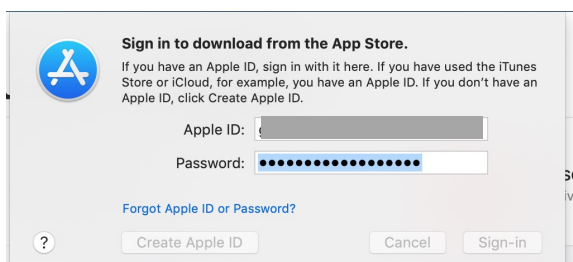 Sign in to download from the App Store.
If you have an Apple ID, sign in with it here. If you have used the iTunes
Store or iCloud, for example, you have an Apple ID. If you don't have an
Apple ID, click Create Apple ID.
Apple ID:
Password: ••••••••••••••••••
Forgot Apple ID or Password?
? Create Apple ID Cancel Sign-in